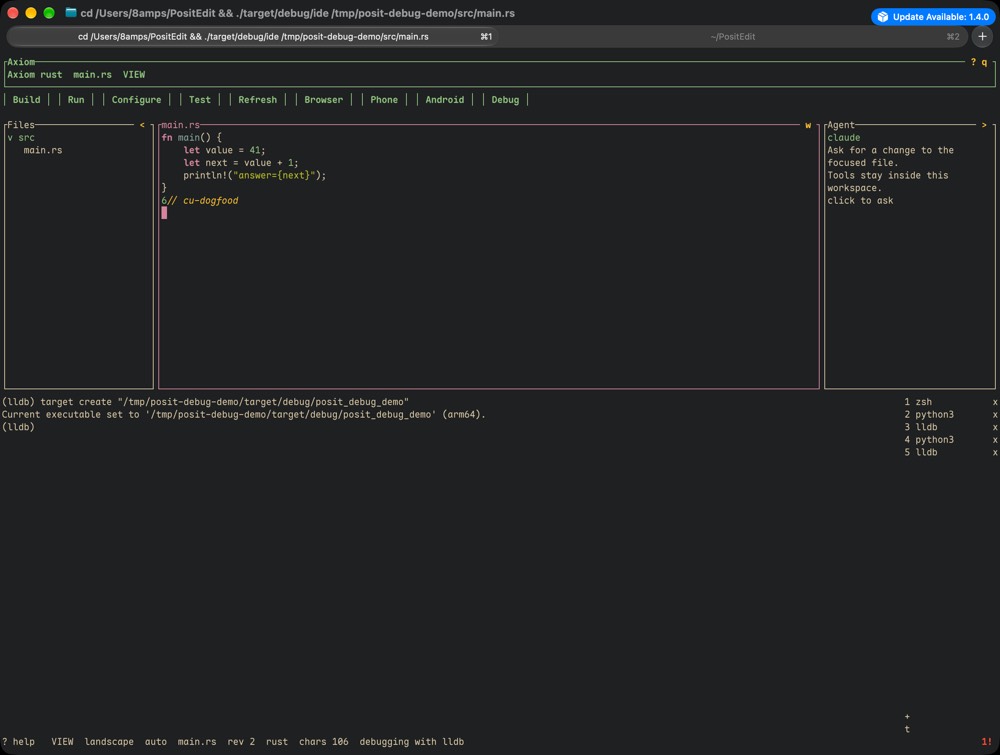 cd /Users/8amps/PositEdit && ./target/debug/ide /tmp/posit-debug-demo/src/main.rs
Update Available: 1.4.0
cd /Users/8amps/PositEdit && ./target/debug/ide /tmp/posit-debug-demo/src/main.rs ⌘1
~/PositEdit ⌘2 +
Axiom ? q
Axiom rust main.rs VIEW
| Build | | Run | | Configure | | Test | | Refresh | | Browser | | Phone | | Android | | Debug |
Files <
v src
main.rs
main.rs w
fn main() {
    let value = 41;
    let next = value + 1;
    println!("answer={next}");
}
6// cu-dogfood
Agent >
claude
Ask for a change to the
focused file.
Tools stay inside this
workspace.
click to ask
(lldb) target create "/tmp/posit-debug-demo/target/debug/posit_debug_demo"
Current executable set to '/tmp/posit-debug-demo/target/debug/posit_debug_demo' (arm64).
(lldb)
1 zsh x
2 python3 x
3 lldb x
4 python3 x
5 lldb x
+
t
? help VIEW landscape auto main.rs rev 2 rust chars 106 debugging with lldb 1!